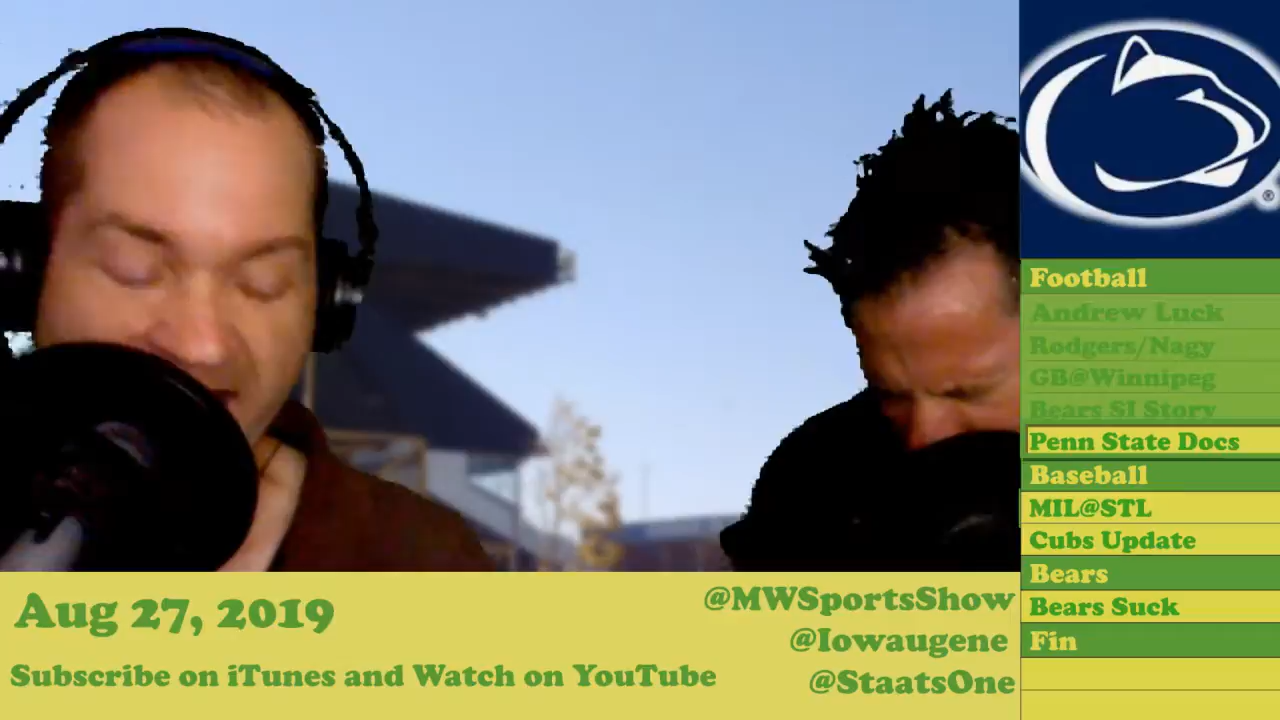 Football
Andrew Luck
Rodgers/Nagy
GB@Winnipeg
Bears SI Story
Penn State Docs
Baseball
MIL@STL
Cubs Update
Bears
Bears Suck
Fin
Aug 27, 2019
Subscribe on iTunes and Watch on YouTube
@MWSportsShow
@Iowaugene
@StaatsOne
®